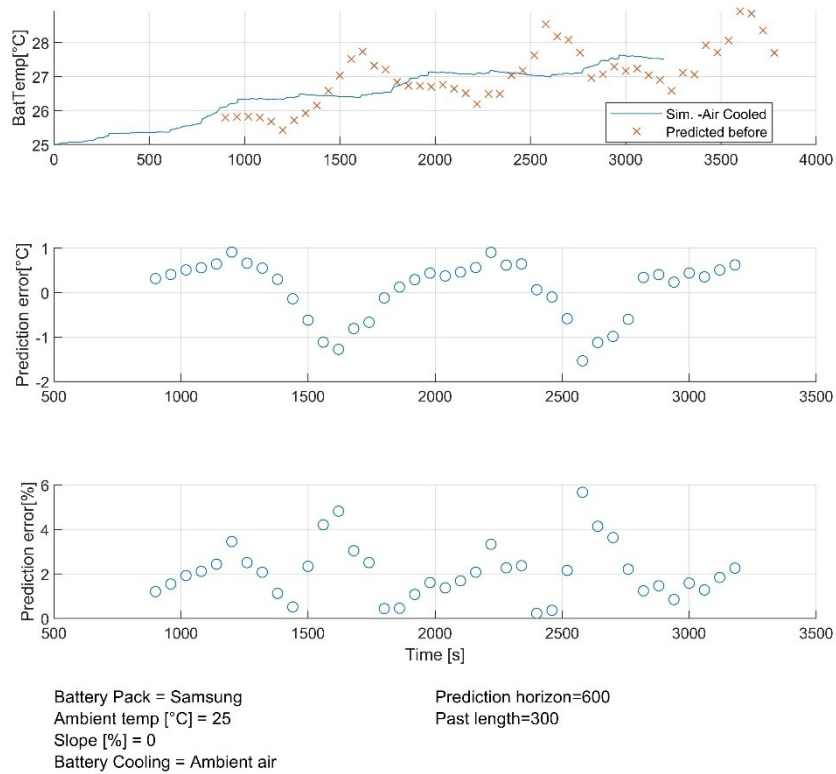 BatTemp[°C]
28
27
26
25
0
500
1000
1500
2000
2500
3000
3500
4000
Sim. -Air Cooled
Predicted before
Prediction error[°C]
1
0
-1
-2
500
1000
1500
2000
2500
3000
3500
Prediction error[%]
6
4
2
0
500
1000
1500
2000
2500
3000
3500
Time [s]
Battery Pack = Samsung
Ambient temp [°C] = 25
Slope [%] = 0
Battery Cooling = Ambient air
Prediction horizon=600
Past length=300